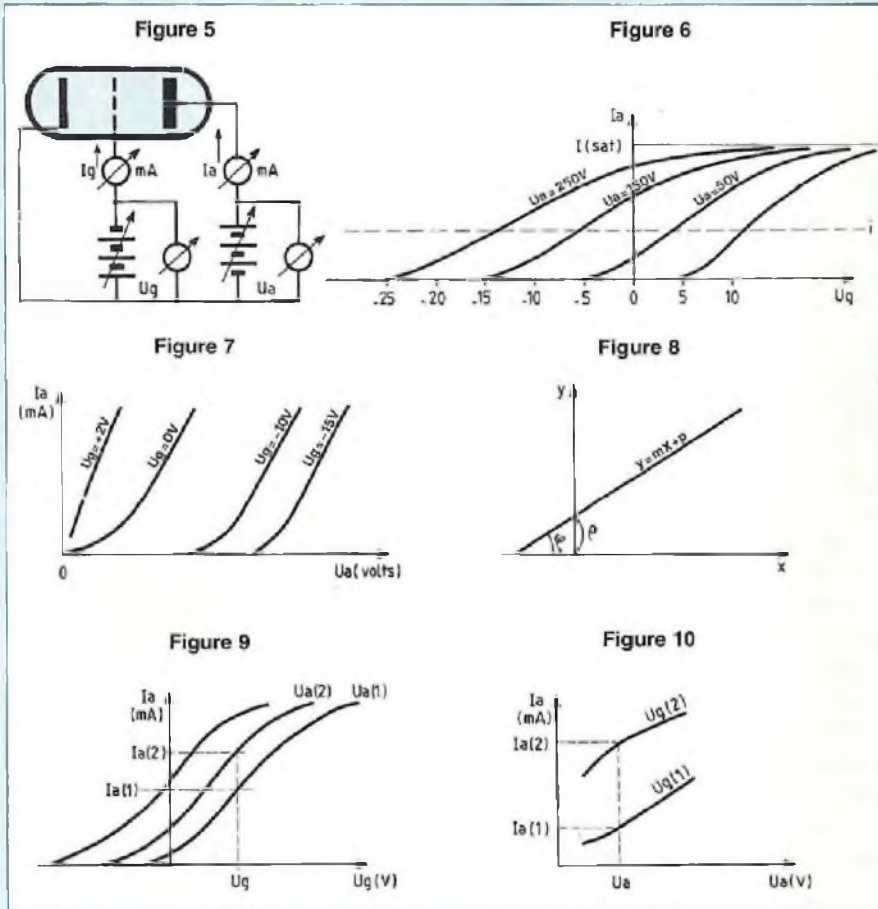 Figure 5
Ig
mA
Ia
mA
Ug
Ua
Figure 6
Ia
I(sat)
Ua=250V
Ua=150V
Ua=50V
-25
-20
-15
-10
-5
0
5
10
Ug
Figure 7
Ia
(mA)
Ug=+2V
Ug=0V
Ug=-10V
Ug=-15V
0
Ua(volts)
Figure 8
y
y=mx+p
x
Figure 9
Ia
(mA)
Ua(2)
Ua(1)
Ia(2)
Ia(1)
Ug
Ug(V)
Figure 10
Ia
(mA)
Ug(2)
Ia(2)
Ug(1)
Ia(1)
Ua
Ua(V)